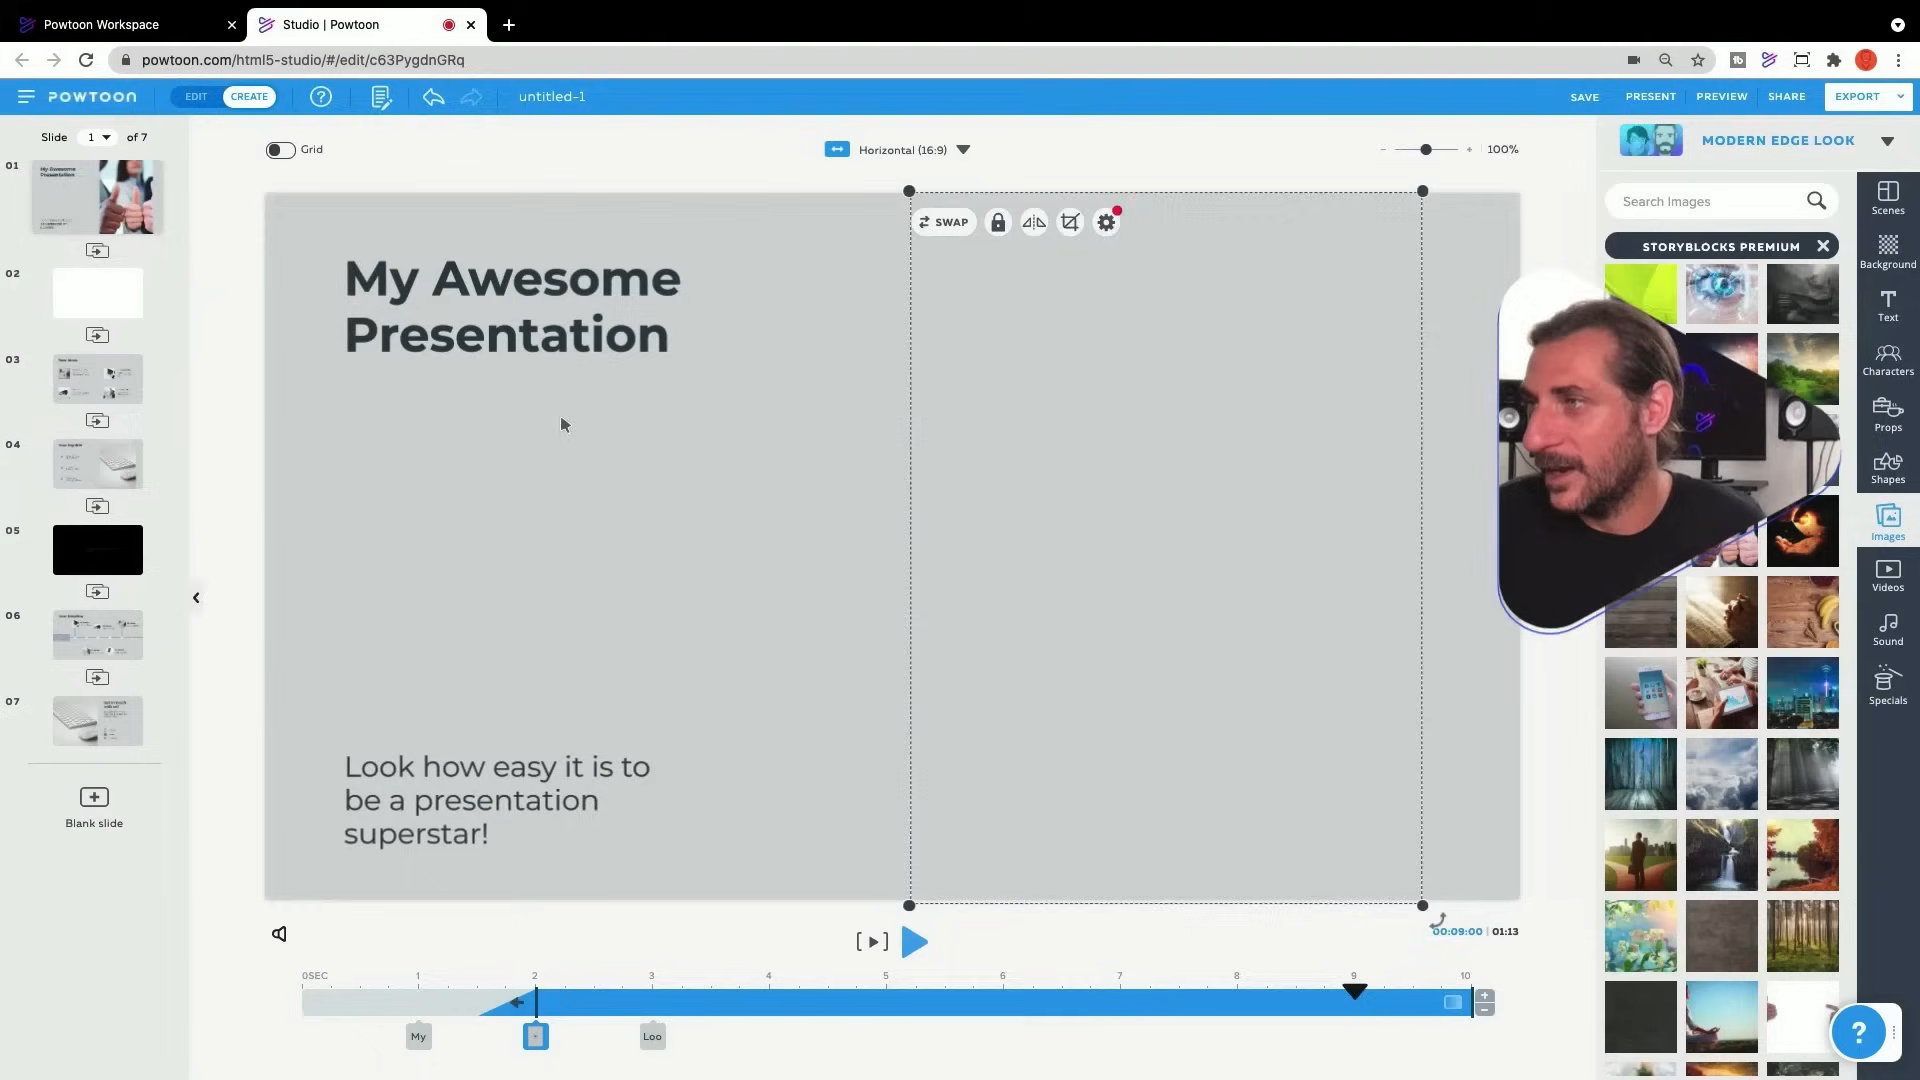 Powtoon Workspace
Studio | Powtoon
powtoon.com/html5-studio/#/edit/c63PygdnGRq
POWTOON
EDIT
CREATE
untitled-1
SAVE
PRESENT
PREVIEW
SHARE
EXPORT
Slide 1 of 7
Grid
Horizontal (16:9)
100%
MODERN EDGE LOOK
Search Images
STORYBLOCKS PREMIUM
Scenes
Background
Text
Characters
Props
Shapes
Images
Videos
Sound
Specials
01
My Awesome
Presentation
02
03
04
05
06
07
Blank slide
SWAP
My Awesome
Presentation
Look how easy it is to
be a presentation
superstar!
00:09:00 | 01:13
0SEC 1 2 3 4 5 6 7 8 9 10
My
Loo